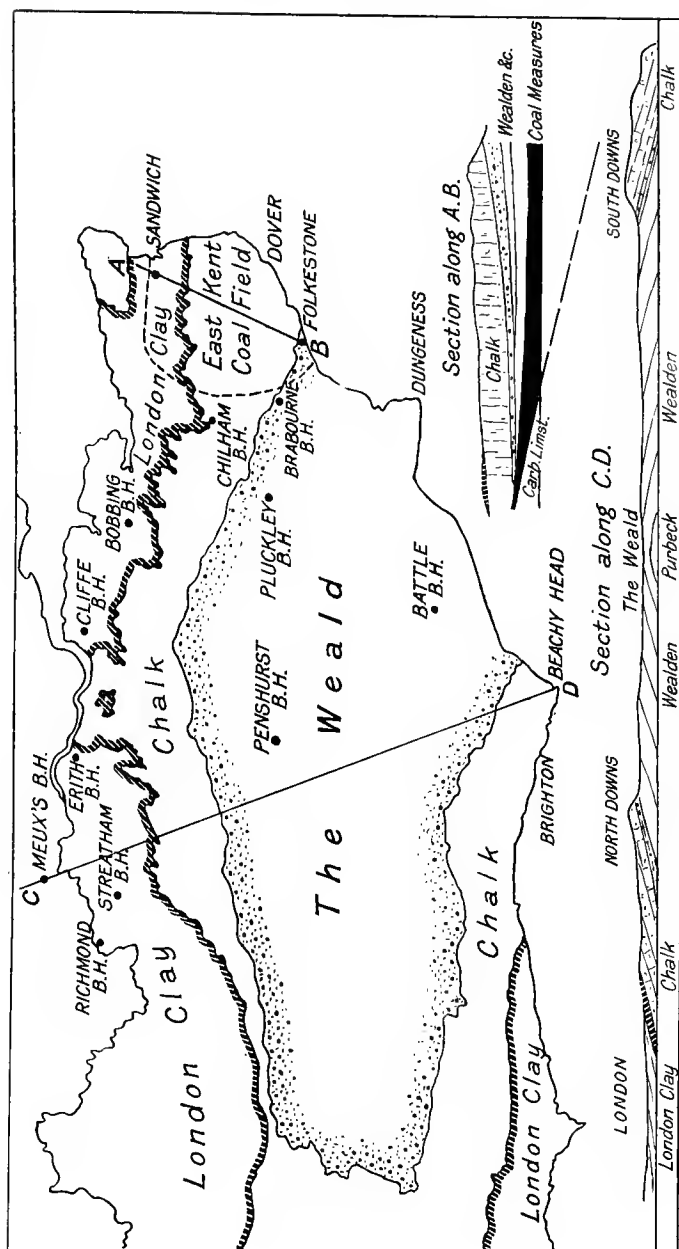 C
MEUX'S B.H.
RICHMOND
B.H.
STREATHAM
B.H.
ERITH
B.H.
CLIFFE
B.H.
BOBBING
B.H.
A
SANDWICH
London Clay
London Clay
Chalk
CHILHAM
B.H.
East Kent
Coal Field
DOVER
FOLKESTONE
B
BRABOURNE
B.H.
PLUCKLEY
B.H.
PENSHURST
B.H.
The Weald
DUNGENESS
BATTLE
B.H.
Chalk
London Clay
BRIGHTON
BEACHY HEAD
D
Section along A.B.
Chalk
Wealden &c.
Coal Measures
Carb. Limst.
Section along C.D.
LONDON
NORTH DOWNS
The Weald
SOUTH DOWNS
London Clay
Chalk
Wealden
Purbeck
Wealden
Chalk